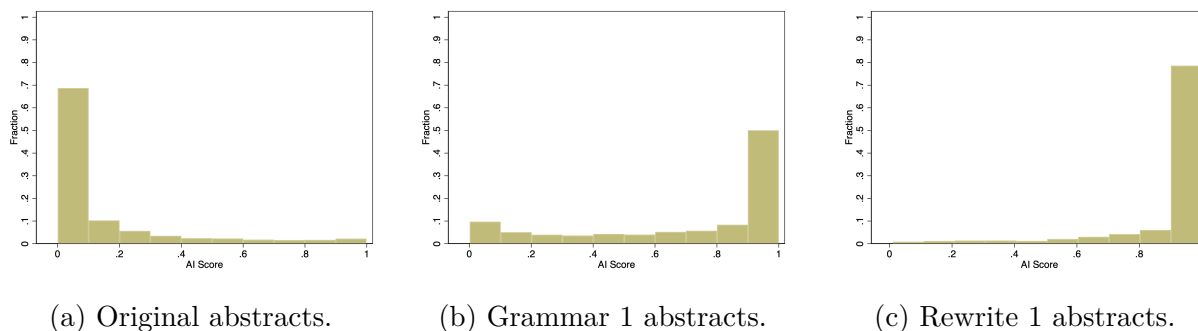 1
.9
.8
.7
.6
.5
.4
.3
.2
.1
0
Fraction
0 .2 .4 .6 .8 1
AI Score
(a) Original abstracts.
1
.9
.8
.7
.6
.5
.4
.3
.2
.1
0
Fraction
0 .2 .4 .6 .8 1
AI Score
(b) Grammar 1 abstracts.
1
.9
.8
.7
.6
.5
.4
.3
.2
.1
0
Fraction
0 .2 .4 .6 .8
AI Score
(c) Rewrite 1 abstracts.